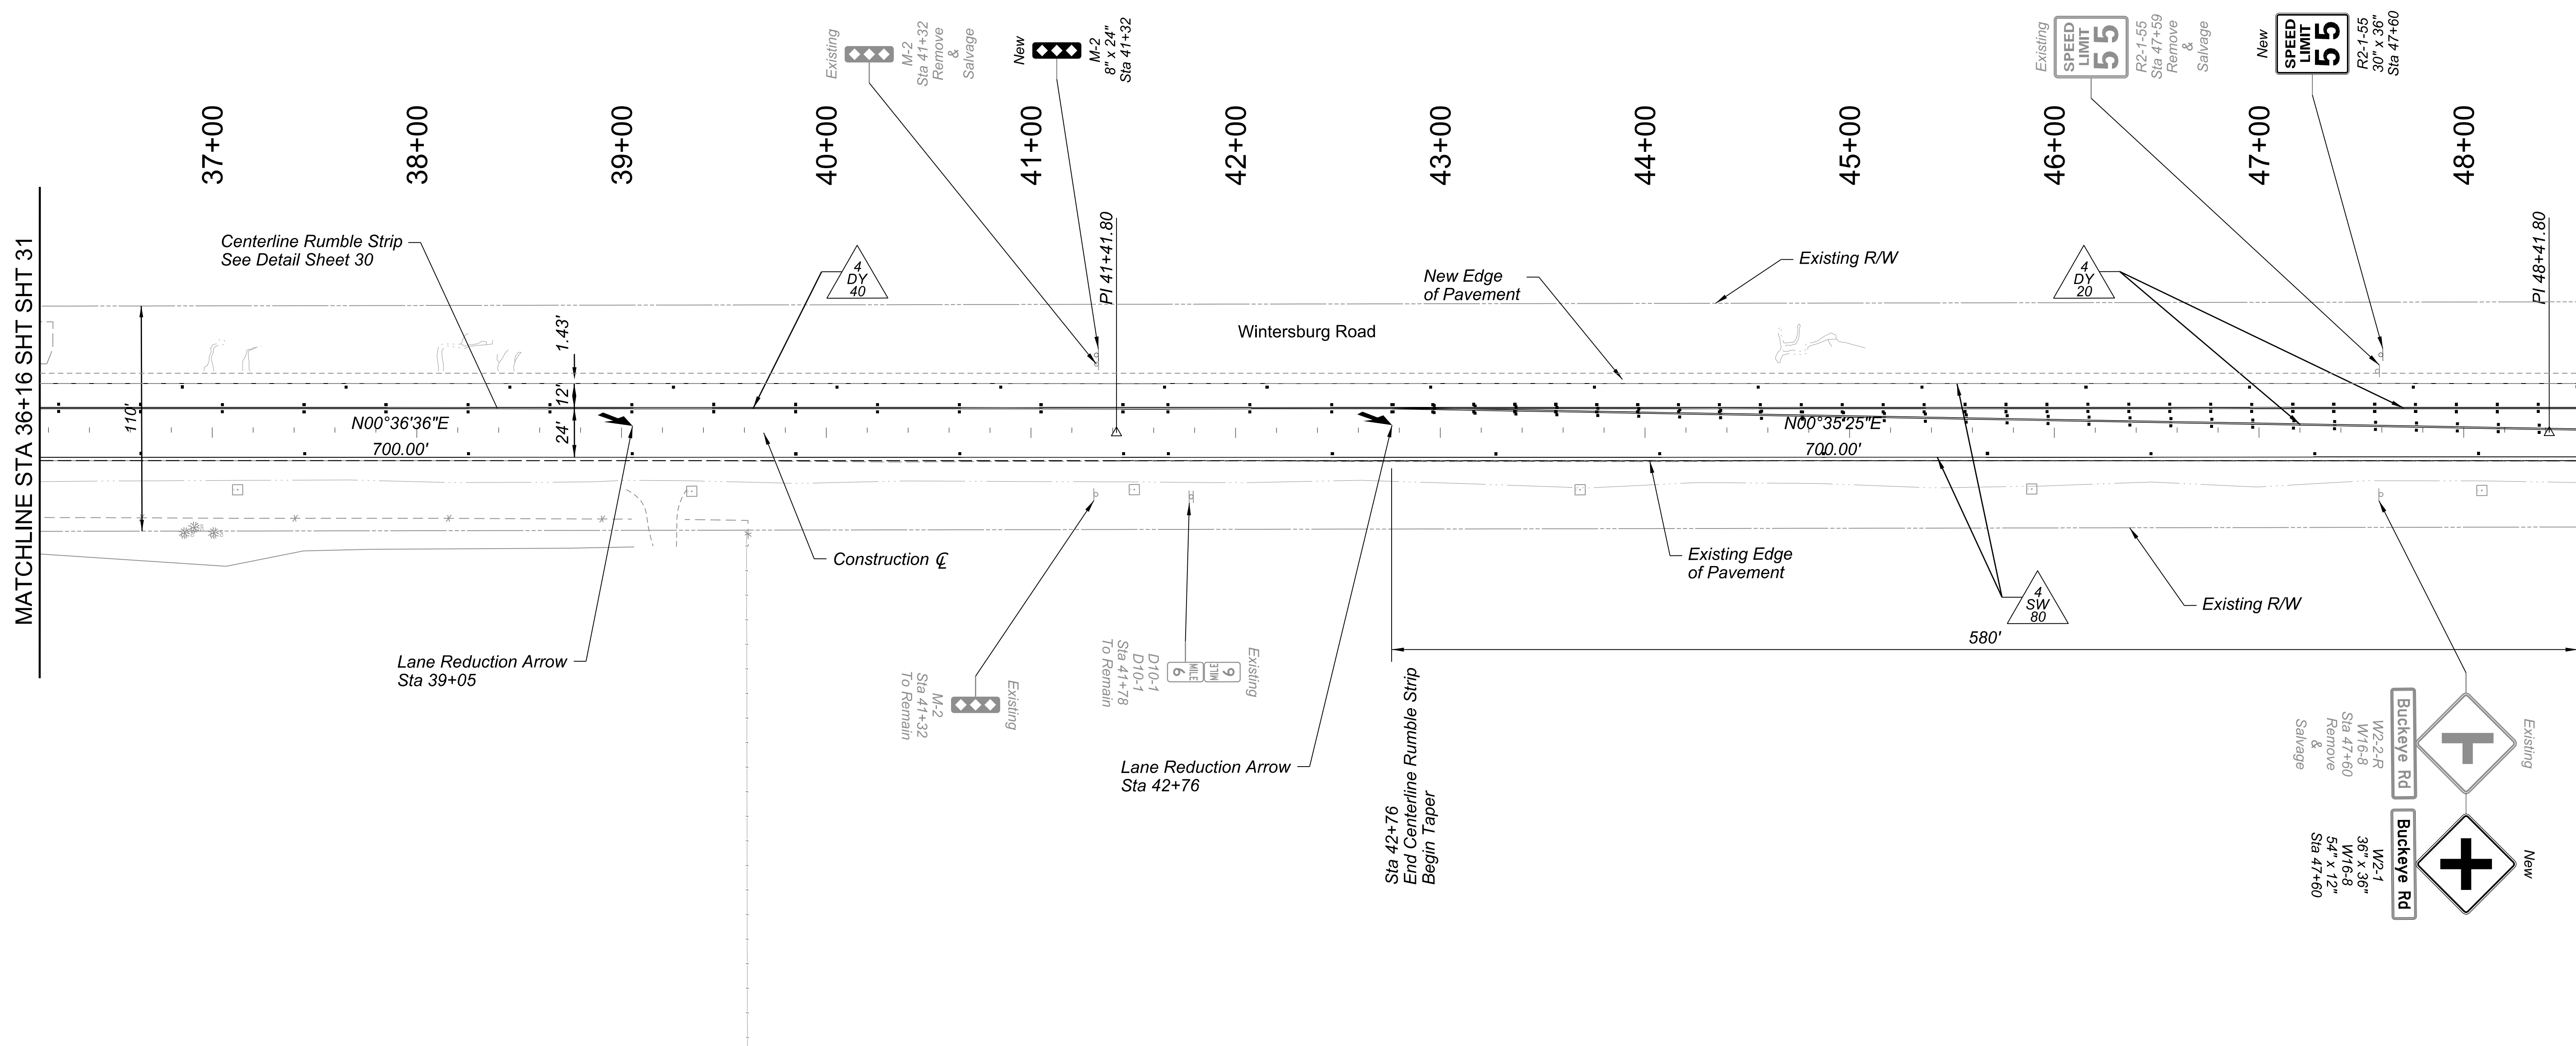 Existing
M-2
Sta 41+32
Remove
&
Salvage
New
M-2
8" x 24"
Sta 41+32
Existing
SPEED
LIMIT
55
R2-1-55
Sta 47+59
Remove
&
Salvage
New
SPEED
LIMIT
55
R2-1-55
30" x 36"
Sta 47+60
37+00
38+00
39+00
40+00
41+00
42+00
43+00
44+00
45+00
46+00
47+00
48+00
MATCHLINE STA 36+16 SHT SHT 31
Centerline Rumble Strip
See Detail Sheet 30
4
DY
40
PI 41+41.80
New Edge
of Pavement
Existing R/W
4
DY
20
PI 48+41.80
Wintersburg Road
110'
1.43'
12'
24'
N00°36'36"E
700.00'
N00°35'25"E
700.00'
Construction ℄
Existing Edge
of Pavement
4
SW
80
Existing R/W
580'
Lane Reduction Arrow
Sta 39+05
Existing
M-2
Sta 41+32
To Remain
Existing
MILE
9
MILE
9
D10-1
D10-1
Sta 41+78
To Remain
Lane Reduction Arrow
Sta 42+76
Sta 42+76
End Centerline Rumble Strip
Begin Taper
Existing
Buckeye Rd
W2-2-R
W16-8
Sta 47+60
Remove
&
Salvage
New
Buckeye Rd
W2-1
36" x 36"
W16-8
54" x 12"
Sta 47+60